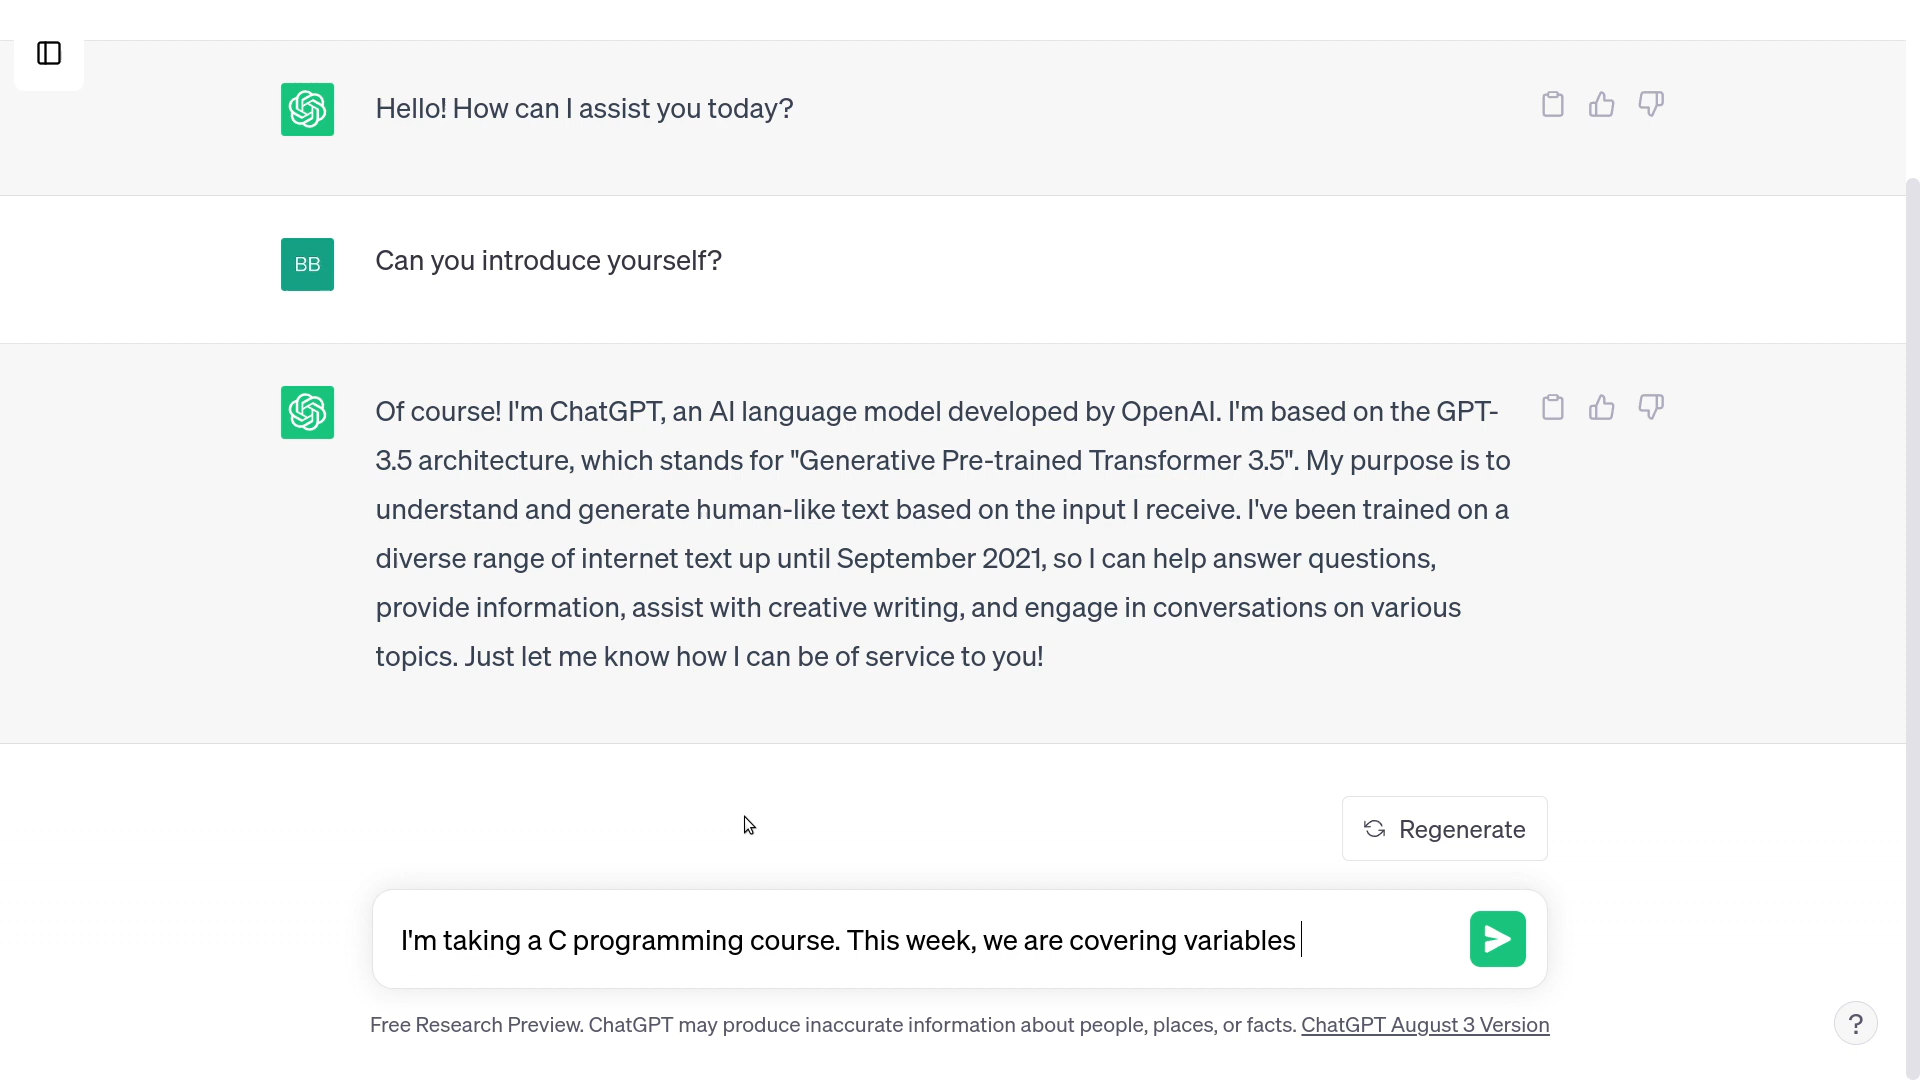 Hello! How can I assist you today?
BB
Can you introduce yourself?
Of course! I'm ChatGPT, an AI language model developed by OpenAI. I'm based on the GPT-
3.5 architecture, which stands for "Generative Pre-trained Transformer 3.5". My purpose is to
understand and generate human-like text based on the input I receive. I've been trained on a
diverse range of internet text up until September 2021, so I can help answer questions,
provide information, assist with creative writing, and engage in conversations on various
topics. Just let me know how I can be of service to you!
Regenerate
I'm taking a C programming course. This week, we are covering variables
Free Research Preview. ChatGPT may produce inaccurate information about people, places, or facts. ChatGPT August 3 Version
?